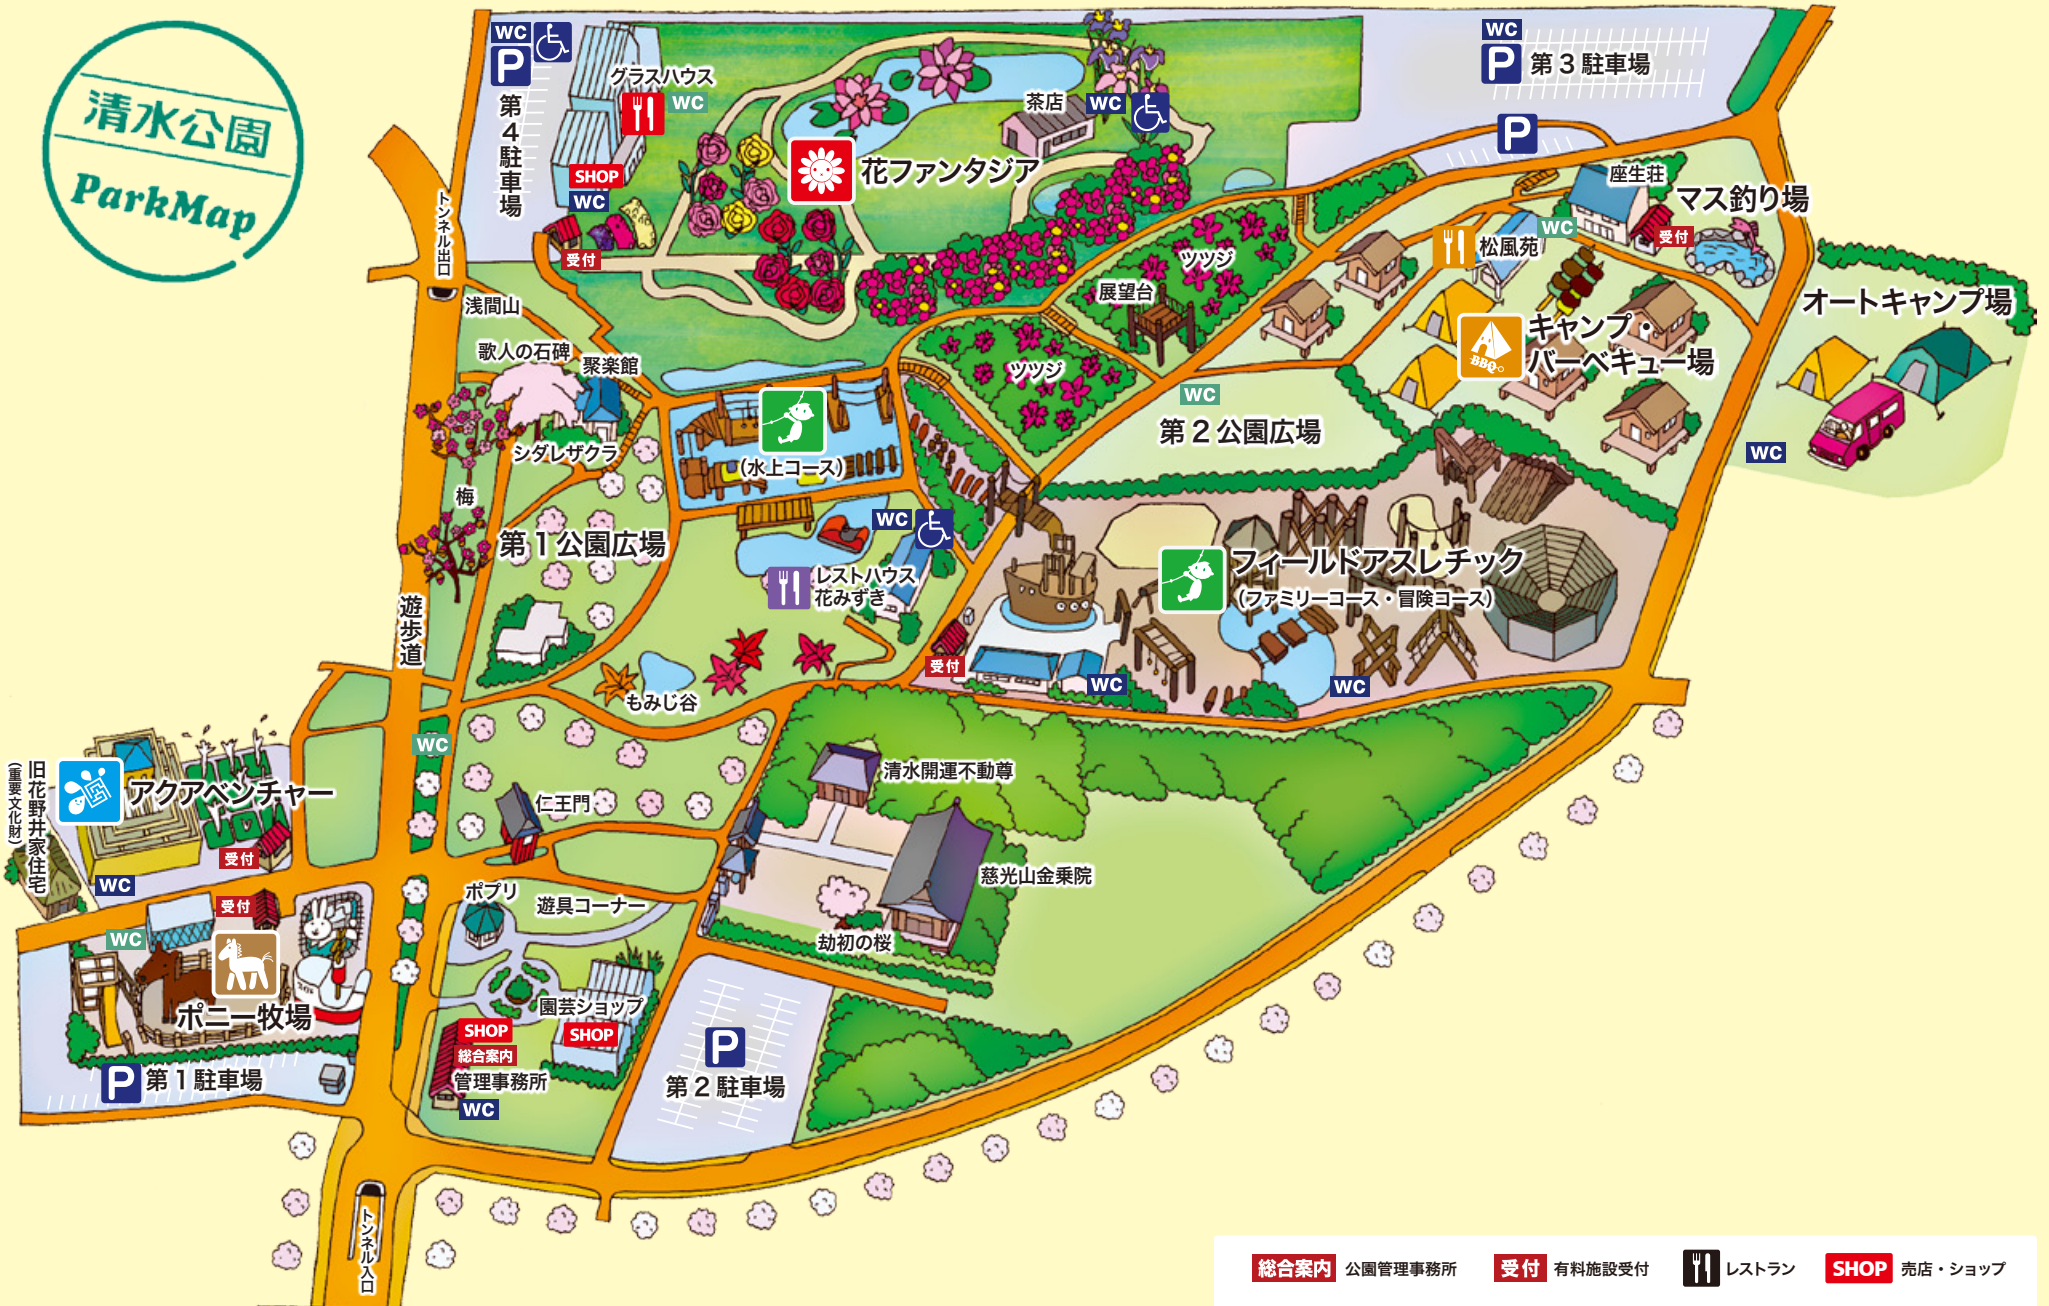 清水公園
ParkMap
WC
P
第4駐車場
グラスハウス
WC
SHOP
WC
受付
花ファンタジア
茶店
WC
WC
P
第3駐車場
P
トンネル出口
浅間山
歌人の石碑
聚楽館
シダレザクラ
梅
第1公園広場
(水上コース)
ツツジ
展望台
ツツジ
座生荘
マス釣り場
受付
WC
松風苑
キャンプ・
バーベキュー場
BBQ
オートキャンプ場
WC
WC
第2公園広場
WC
レストハウス
花みずき
フィールドアスレチック
(ファミリーコース・冒険コース)
受付
WC
WC
遊歩道
もみじ谷
WC
旧花野井家住宅
(重要文化財)
アクアベンチャー
受付
WC
仁王門
清水開運不動尊
慈光山金乗院
劫初の桜
ポプリ
遊具コーナー
受付
WC
ポニー牧場
P
第1駐車場
園芸ショップ
SHOP
SHOP
総合案内
管理事務所
WC
P
第2駐車場
トンネル入口
総合案内 公園管理事務所
受付 有料施設受付
レストラン
SHOP 売店・ショップ